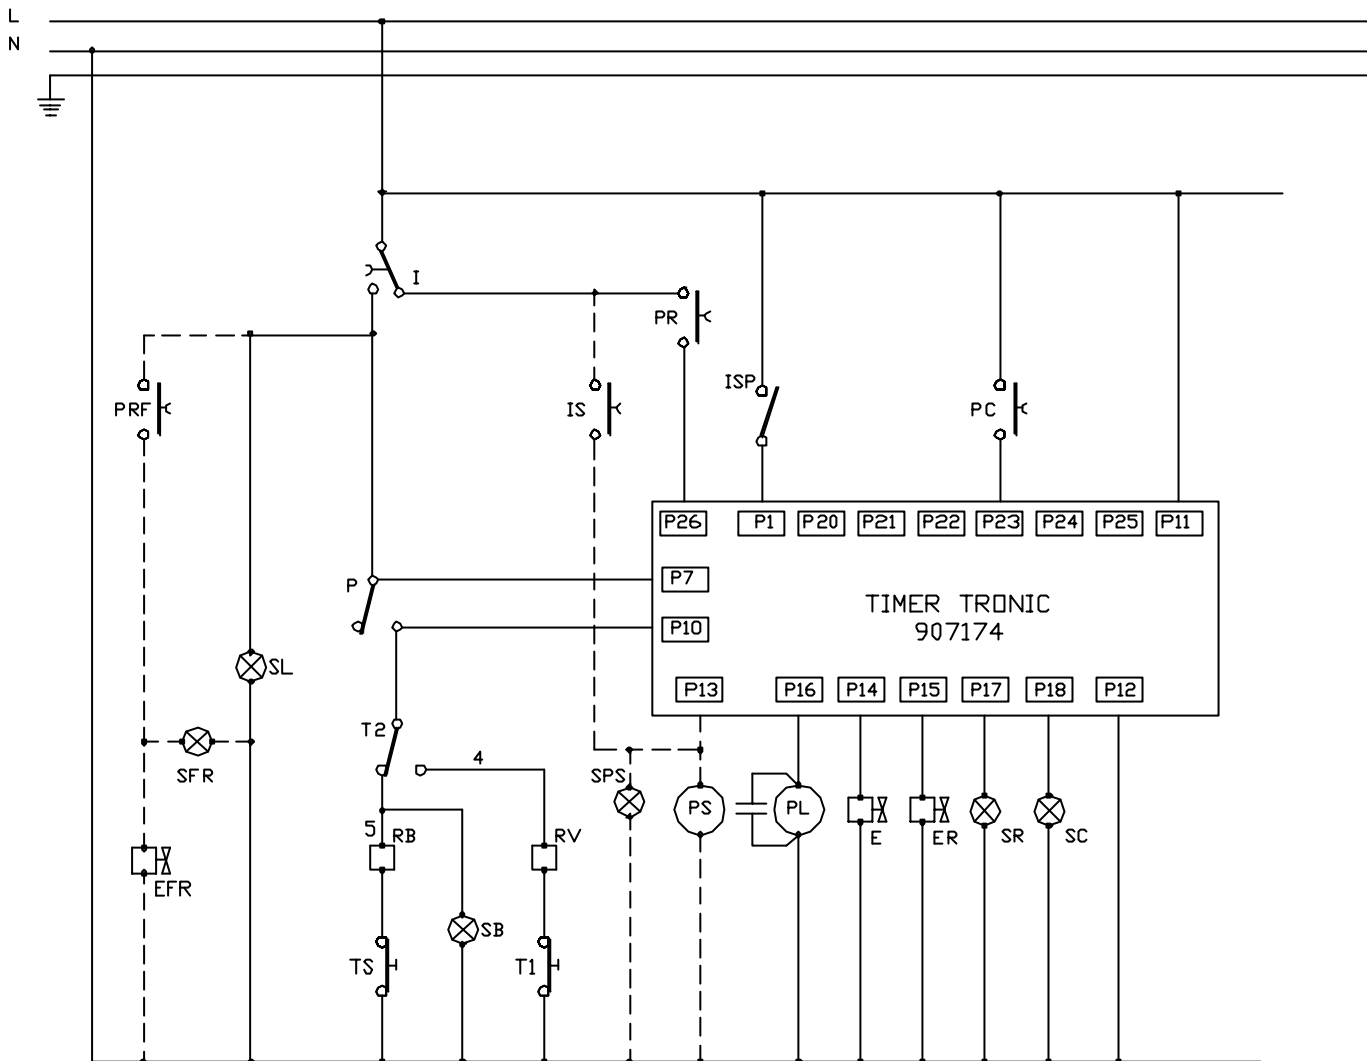 L
N
I
PR
ISP
PRF
IS
PC
P26 P1 P20 P21 P22 P23 P24 P25 P11
P7
P
TIMER TRONIC
P10
907174
SL
P13 P16 P14 P15 P17 P18 P12
T2
4
SFR
SPS
PS
PL
5
RB
RV
E
ER
SR
SC
EFR
SB
TS
T1